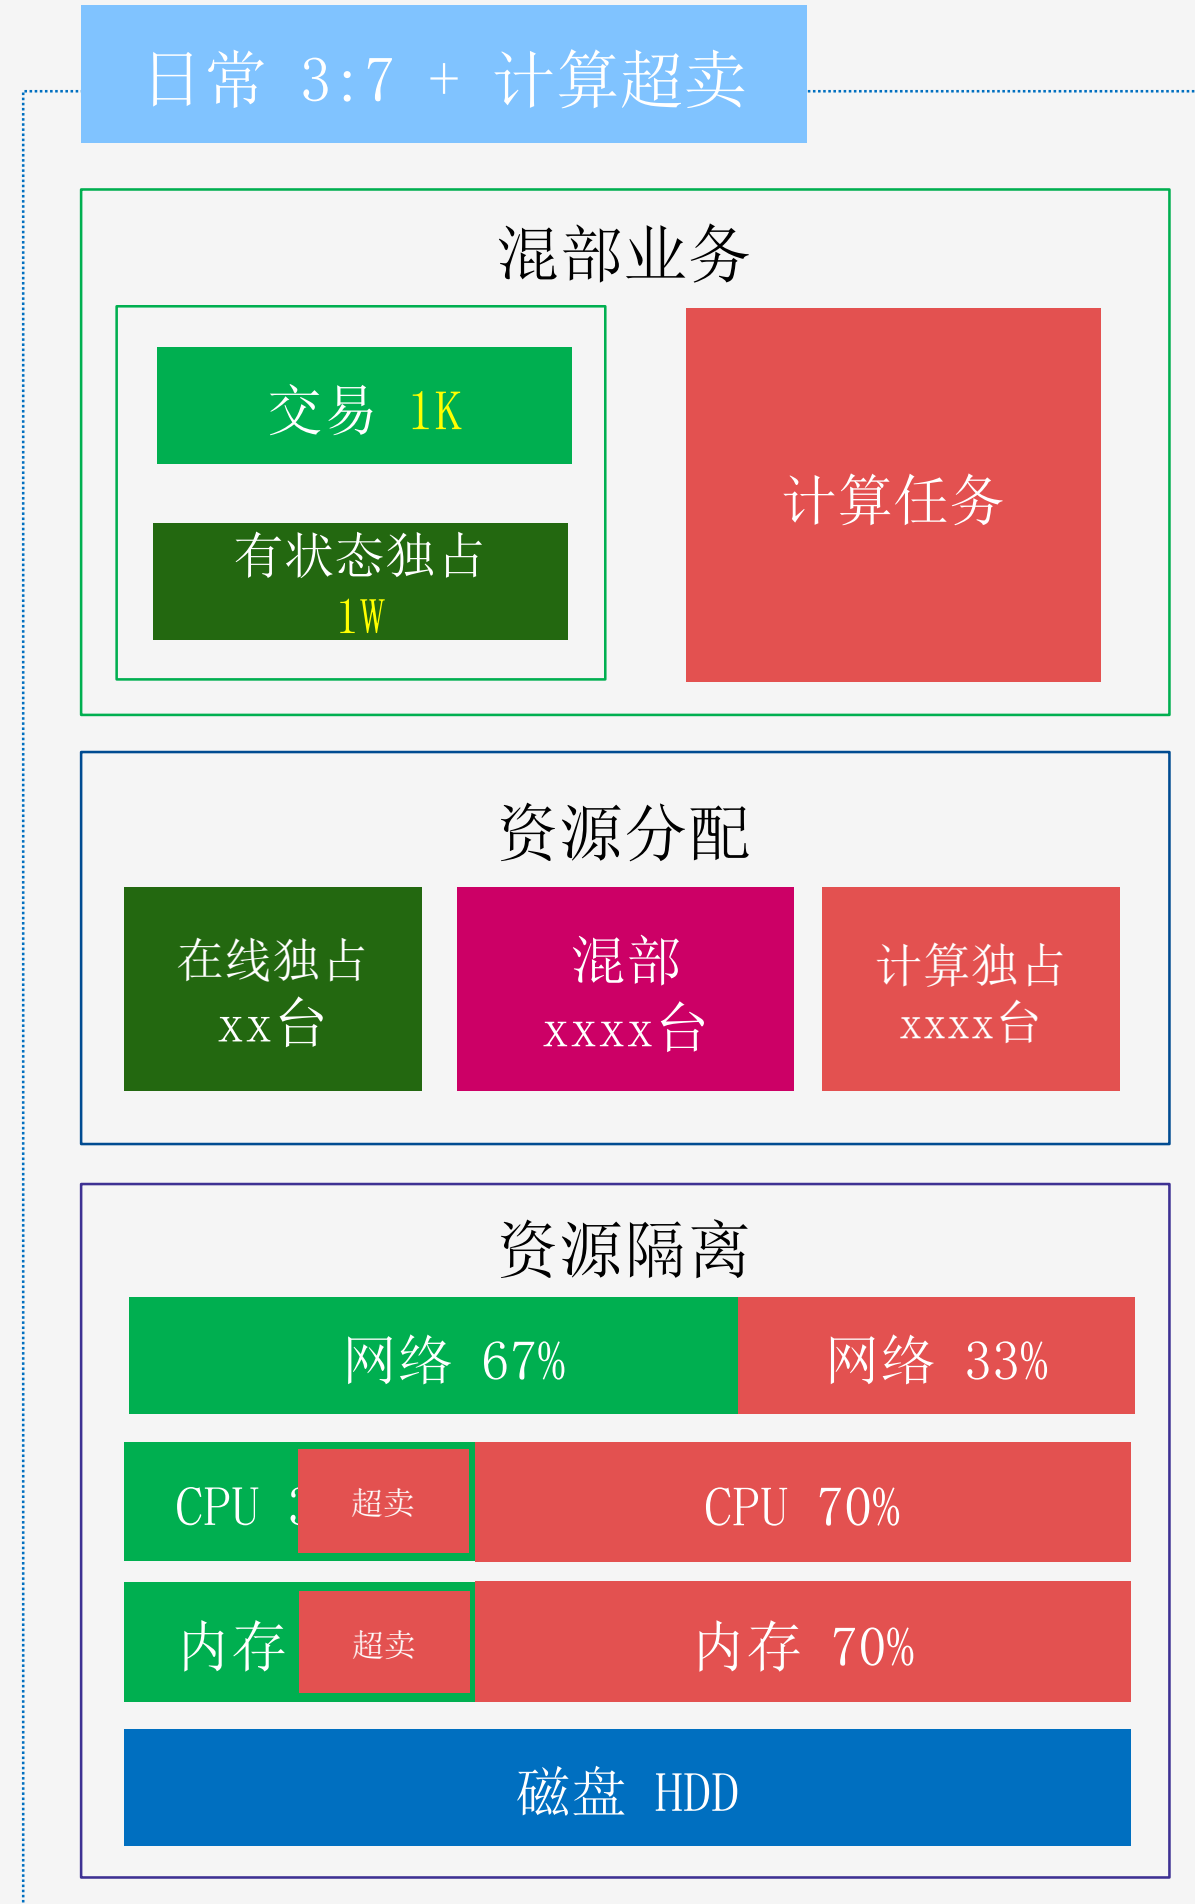 日常 3:7 + 计算超卖
混部业务
交易 1K
有状态独占
1W
计算任务
资源分配
在线独占
xx台
混部
xxxx台
计算独占
xxxx台
资源隔离
网络 67%
网络 33%
CPU
超卖
CPU 70%
内存
超卖
内存 70%
磁盘 HDD